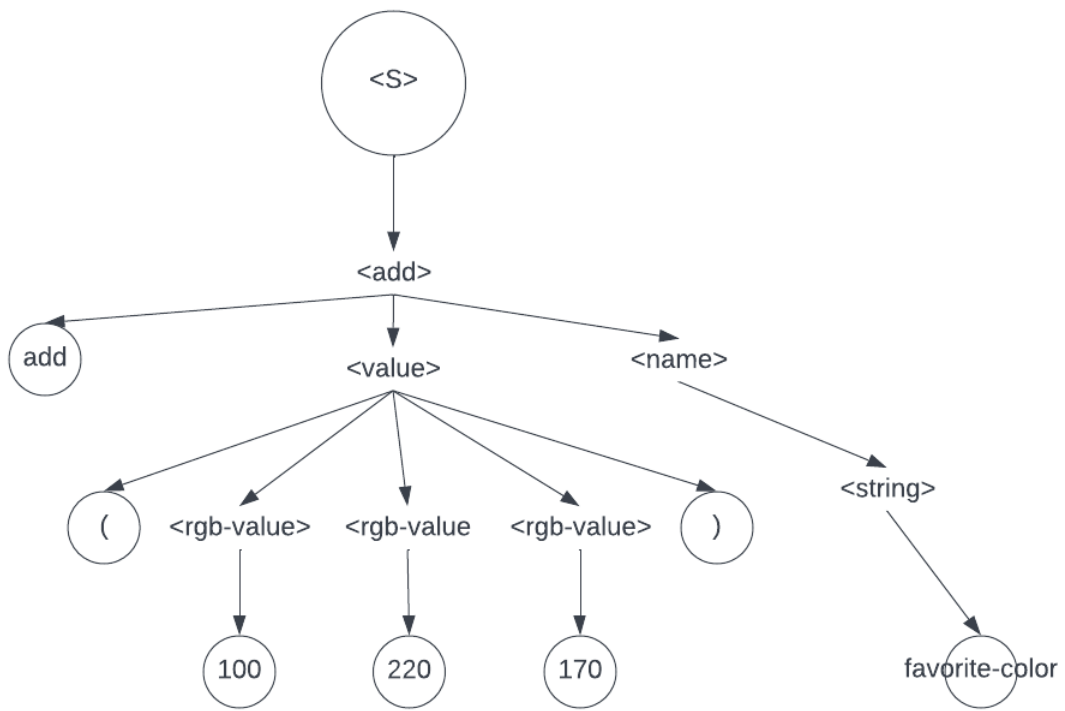 <S>
<add>
add
<value>
<name>
<string>
(
<rgb-value>
<rgb-value
<rgb-value>
)
100
220
170
favorite-color